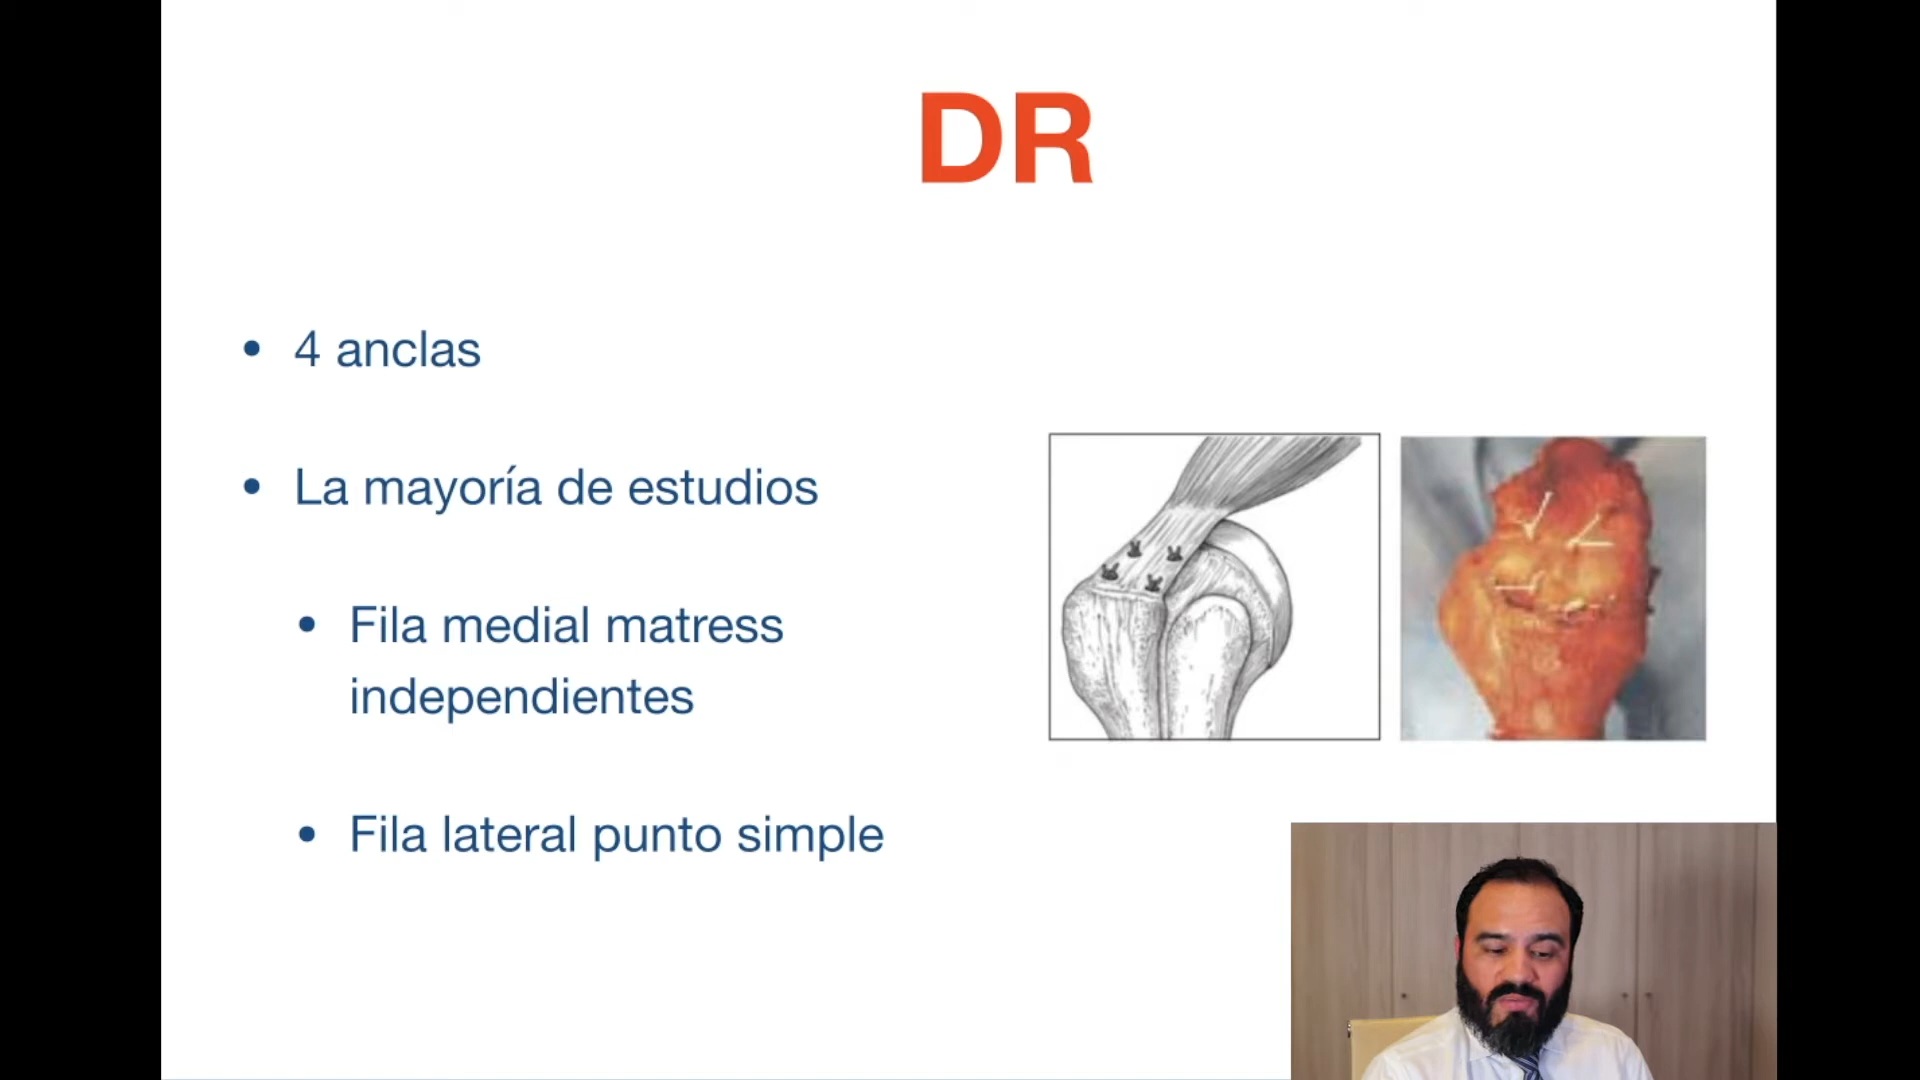 DR
• 4 anclas
• La mayoría de estudios
• Fila medial matress
independientes
• Fila lateral punto simple